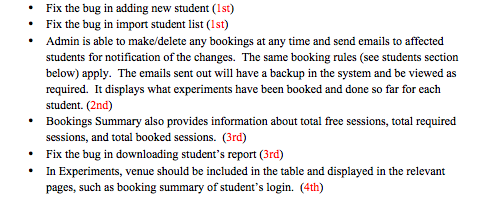 • Fix the bug in adding new student (1st)
• Fix the bug in import student list (1st)
• Admin is able to make/delete any bookings at any time and send emails to affected
students for notification of the changes.  The same booking rules (see students section
below) apply.  The emails sent out will have a backup in the system and be viewed as
required.  It displays what experiments have been booked and done so far for each
student. (2nd)
• Bookings Summary also provides information about total free sessions, total required
sessions, and total booked sessions.  (3rd)
• Fix the bug in downloading student’s report (3rd)
• In Experiments, venue should be included in the table and displayed in the relevant
pages, such as booking summary of student’s login.  (4th)